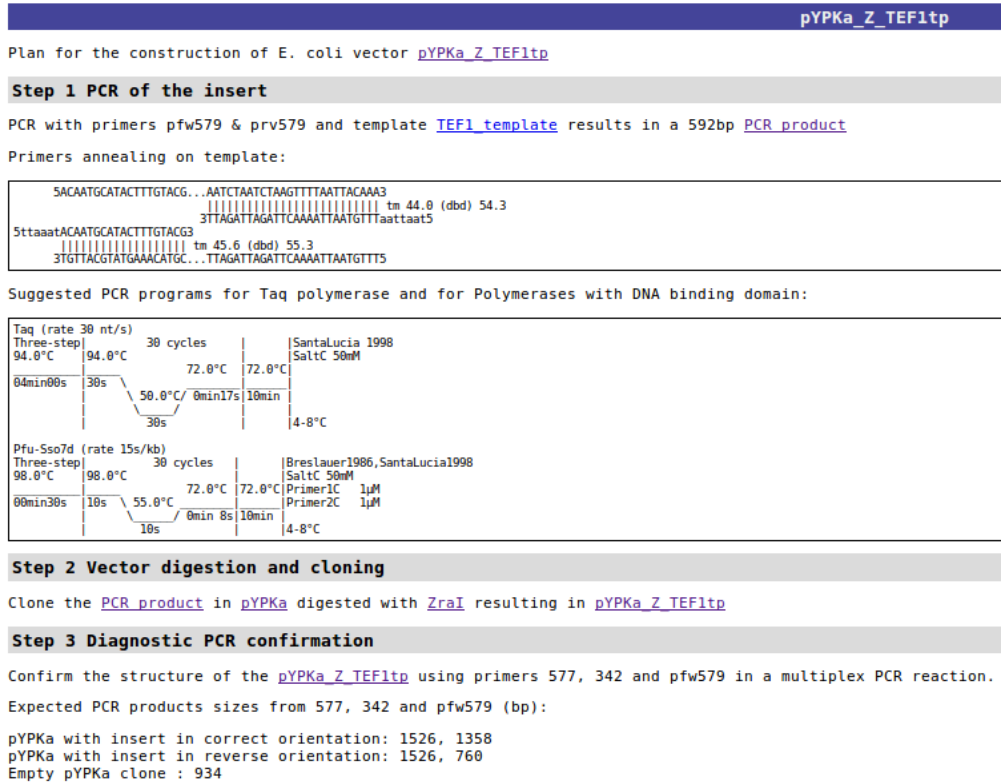 pYPKa_Z_TEF1tp
Plan for the construction of E. coli vector pYPKa_Z_TEF1tp
Step 1 PCR of the insert
PCR with primers pfw579 & prv579 and template TEF1_template results in a 592bp PCR product
Primers annealing on template:
      5ACAATGCATACTTTGTACG...AATCTAATCTAAGTTTTAATTACAAA3
                             |||||||||||||||||||||||||| tm 44.0 (dbd) 54.3
                            3TTAGATTAGATTCAAAATTAATGTTTaattaat5
5ttaaatACAATGCATACTTTGTACG3
       ||||||||||||||||||| tm 45.6 (dbd) 55.3
      3TGTTACGTATGAAACATGC...TTAGATTAGATTCAAAATTAATGTTT5
Suggested PCR programs for Taq polymerase and for Polymerases with DNA binding domain:
Taq (rate 30 nt/s)
Three-step|         30 cycles     |      |SantaLucia 1998
94.0°C    |94.0°C                 |      |SaltC 50mM
__________|_____          72.0°C  |72.0°C|
04min00s  |30s  \         ________|______|
          |      \ 50.0°C/ 0min17s|10min |
          |       \_____/         |      |
          |         30s           |      |4-8°C
Pfu-Sso7d (rate 15s/kb)
Three-step|          30 cycles   |      |Breslauer1986,SantaLucia1998
98.0°C    |98.0°C                |      |SaltC 50mM
__________|_____          72.0°C |72.0°C|Primer1C   1µM
00min30s  |10s  \ 55.0°C ________|______|Primer2C   1µM
          |      \_____/ 0min 8s|10min |
          |        10s           |      |4-8°C
Step 2 Vector digestion and cloning
Clone the PCR product in pYPKa digested with ZraI resulting in pYPKa_Z_TEF1tp
Step 3 Diagnostic PCR confirmation
Confirm the structure of the pYPKa_Z_TEF1tp using primers 577, 342 and pfw579 in a multiplex PCR reaction.
Expected PCR products sizes from 577, 342 and pfw579 (bp):
pYPKa with insert in correct orientation: 1526, 1358
pYPKa with insert in reverse orientation: 1526, 760
Empty pYPKa clone : 934